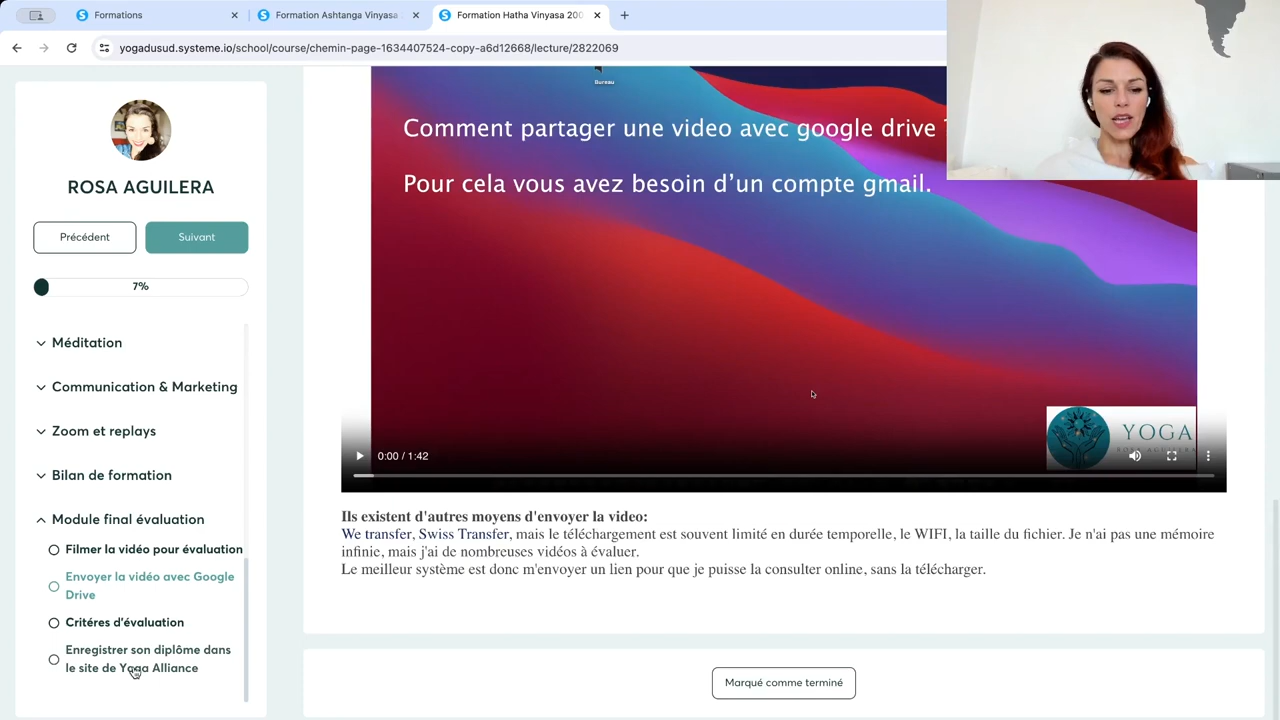 Formations
Formation Ashtanga Vinyasa
Formation Hatha Vinyasa 200
yogadusud.systeme.io/school/course/chemin-page-1634407524-copy-a6d12668/lecture/2822069
ROSA AGUILERA
Précédent
Suivant
7%
Méditation
Communication & Marketing
Zoom et replays
Bilan de formation
Module final évaluation
Filmer la vidéo pour évaluation
Envoyer la vidéo avec Google
Drive
Critéres d'évaluation
Enregistrer son diplôme dans
le site de Yoga Alliance
Bureau
Comment partager une video avec google drive ?
Pour cela vous avez besoin d'un compte gmail.
YOGA
0:00 / 1:42
Ils existent d'autres moyens d'envoyer la video:
We transfer, Swiss Transfer, mais le téléchargement est souvent limité en durée temporelle, le WIFI, la taille du fichier. Je n'ai pas une mémoire
infinie, mais j'ai de nombreuses vidéos à évaluer.
Le meilleur système est donc m'envoyer un lien pour que je puisse la consulter online, sans la télécharger.
Marqué comme terminé